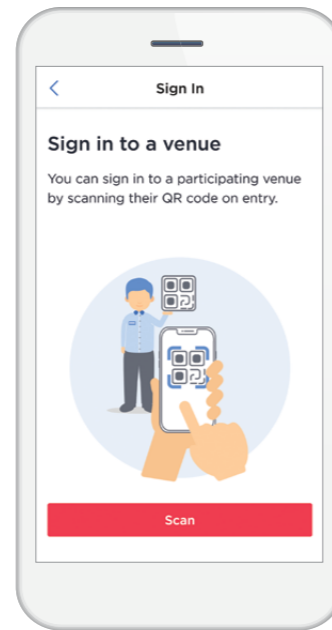 Sign In
Sign in to a venue
You can sign in to a participating venue
by scanning their QR code on entry.
Scan